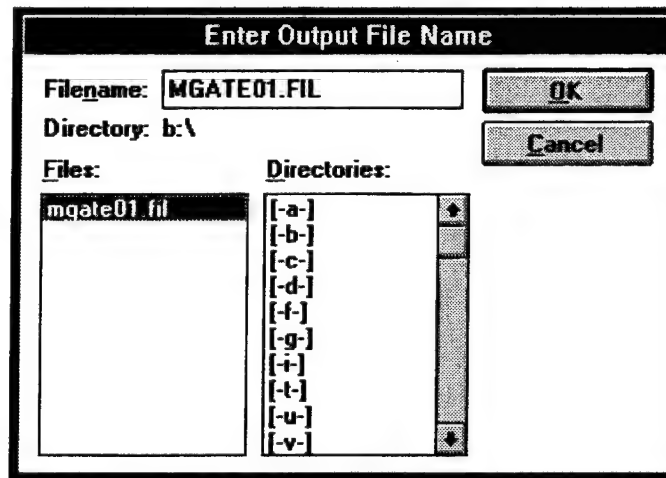 Enter Output File Name
Filename: MGATE01.FIL
OK
Directory: b:\
Cancel
Files:
Directories:
mgate01.fil
[-a-]
[-b-]
[-c-]
[-d-]
[-f-]
[-g-]
[-i-]
[-t-]
[-u-]
[-v-]